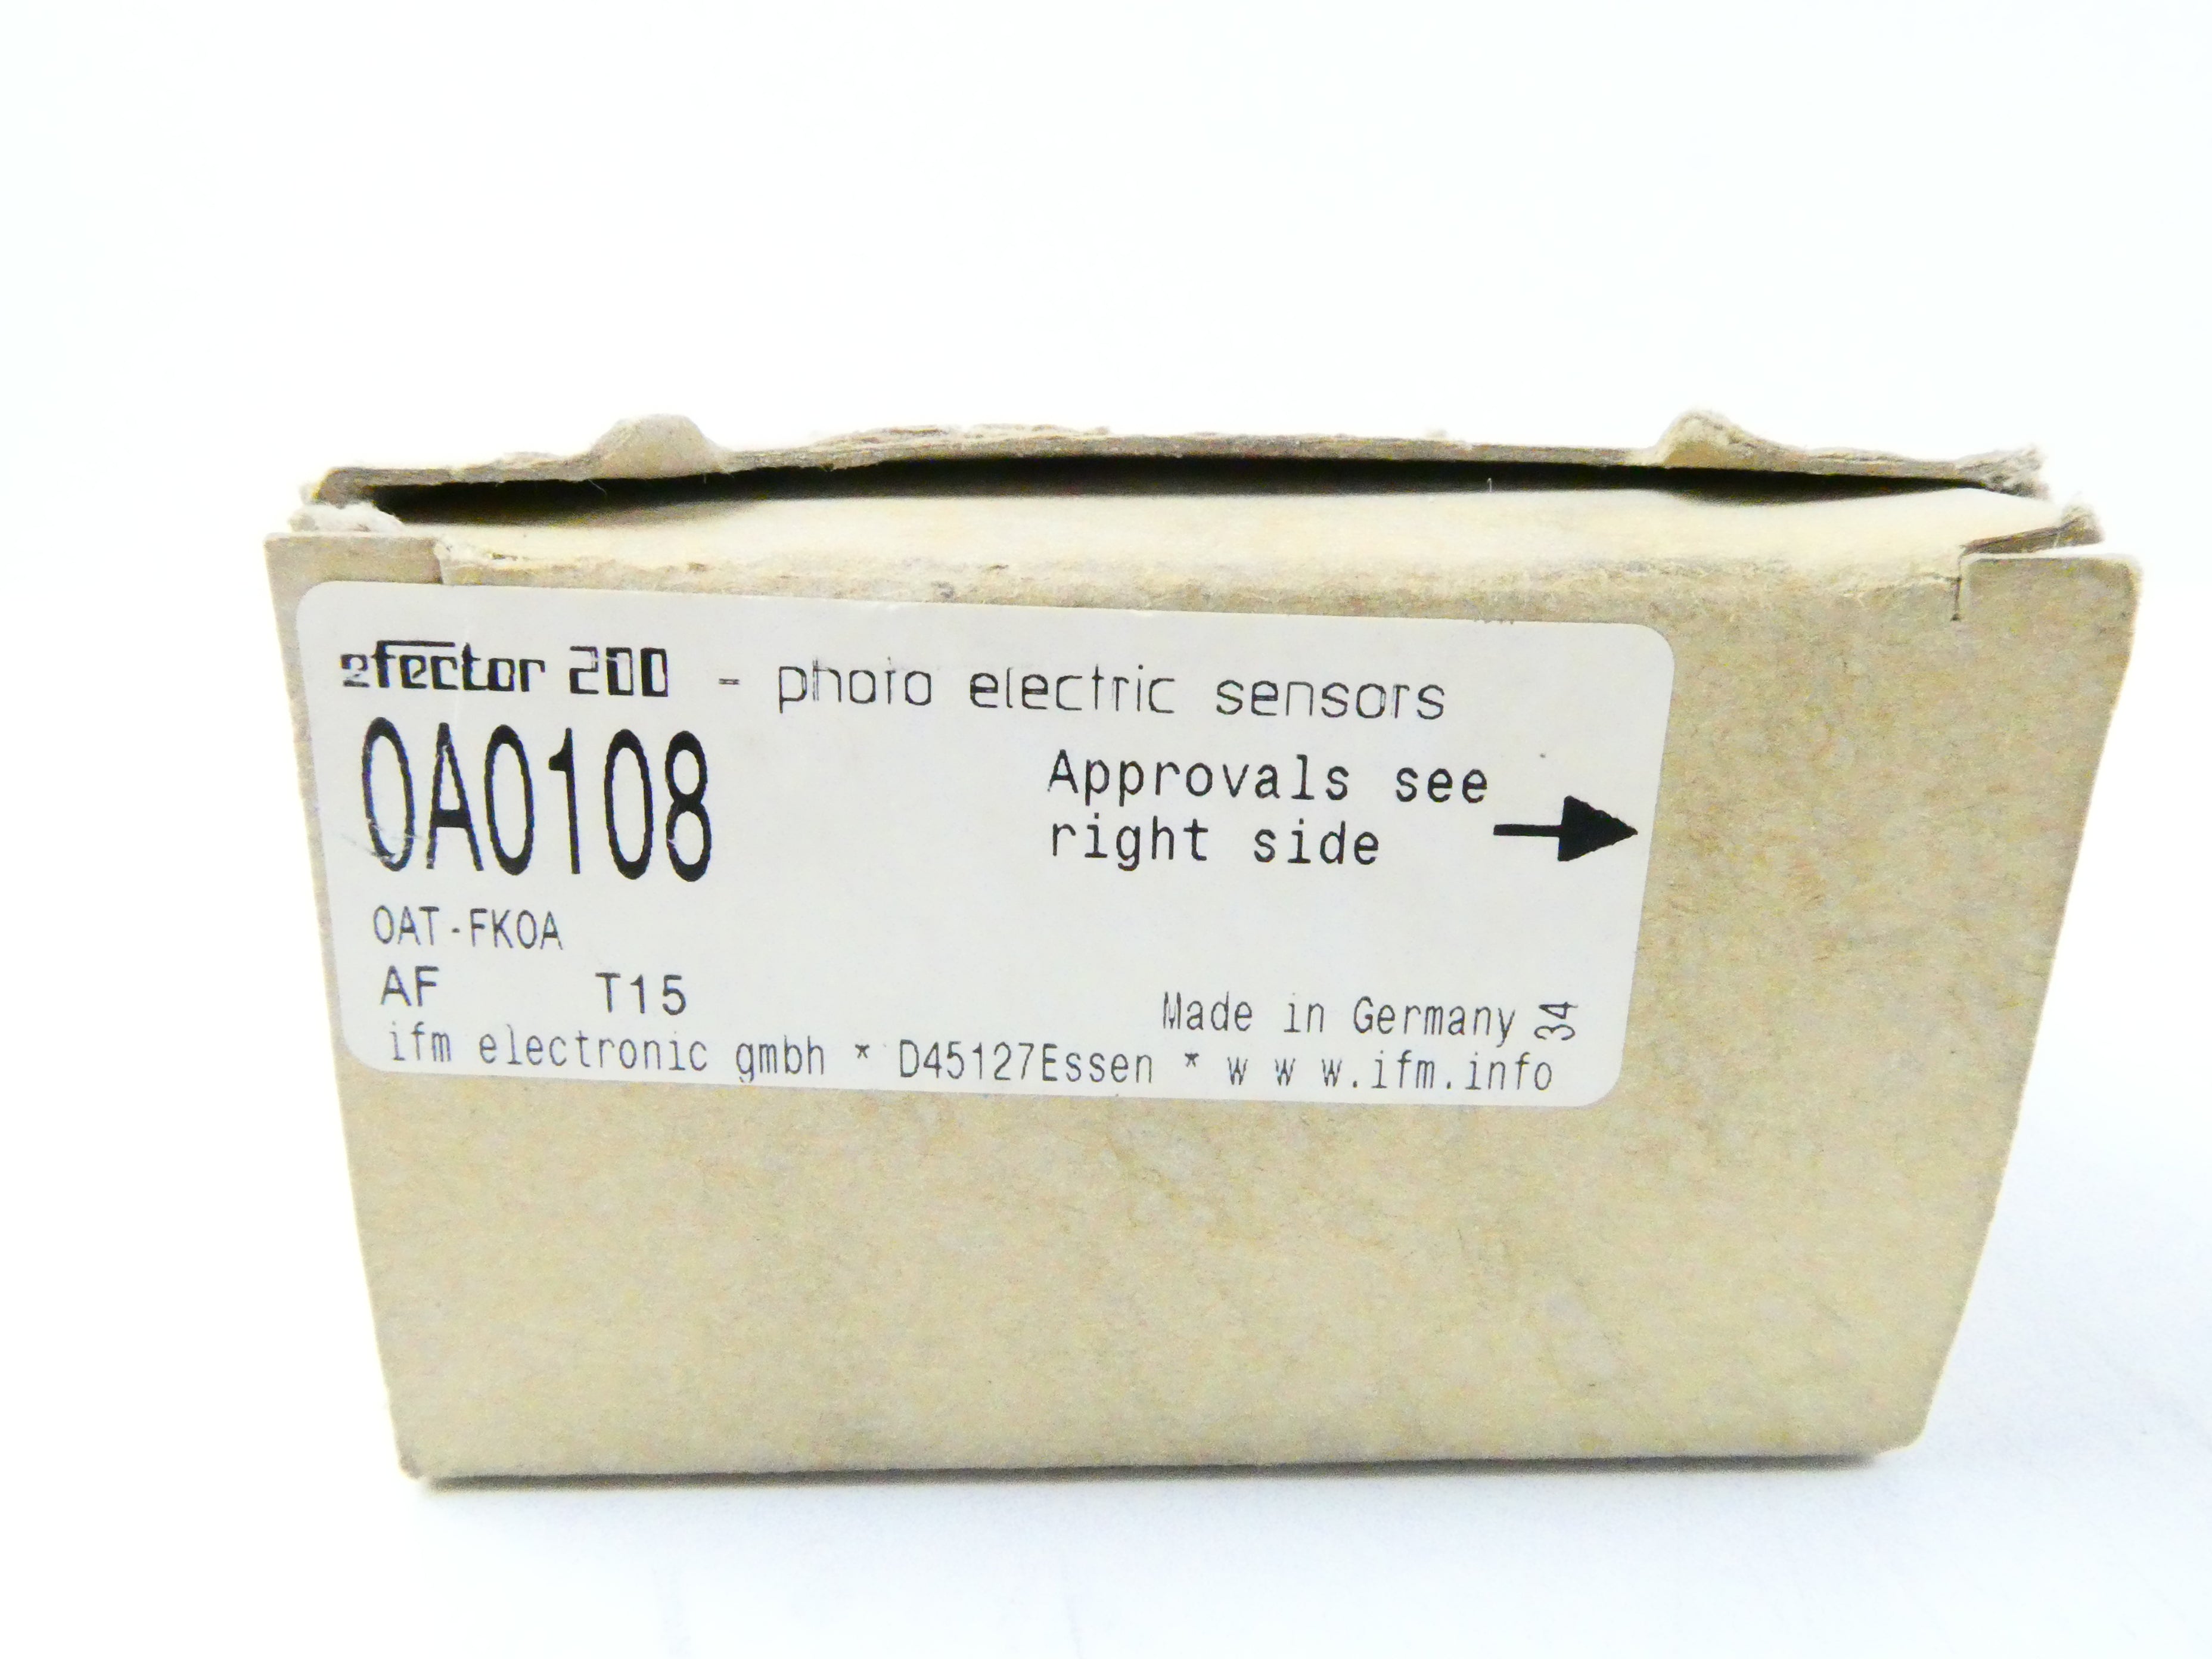 efector 200 - photo electric sensors
OA0108
Approvals see
right side
OAT-FKOA
AF T15
Made in Germany 34
ifm electronic gmbh * D45127Essen * w w w.ifm.info